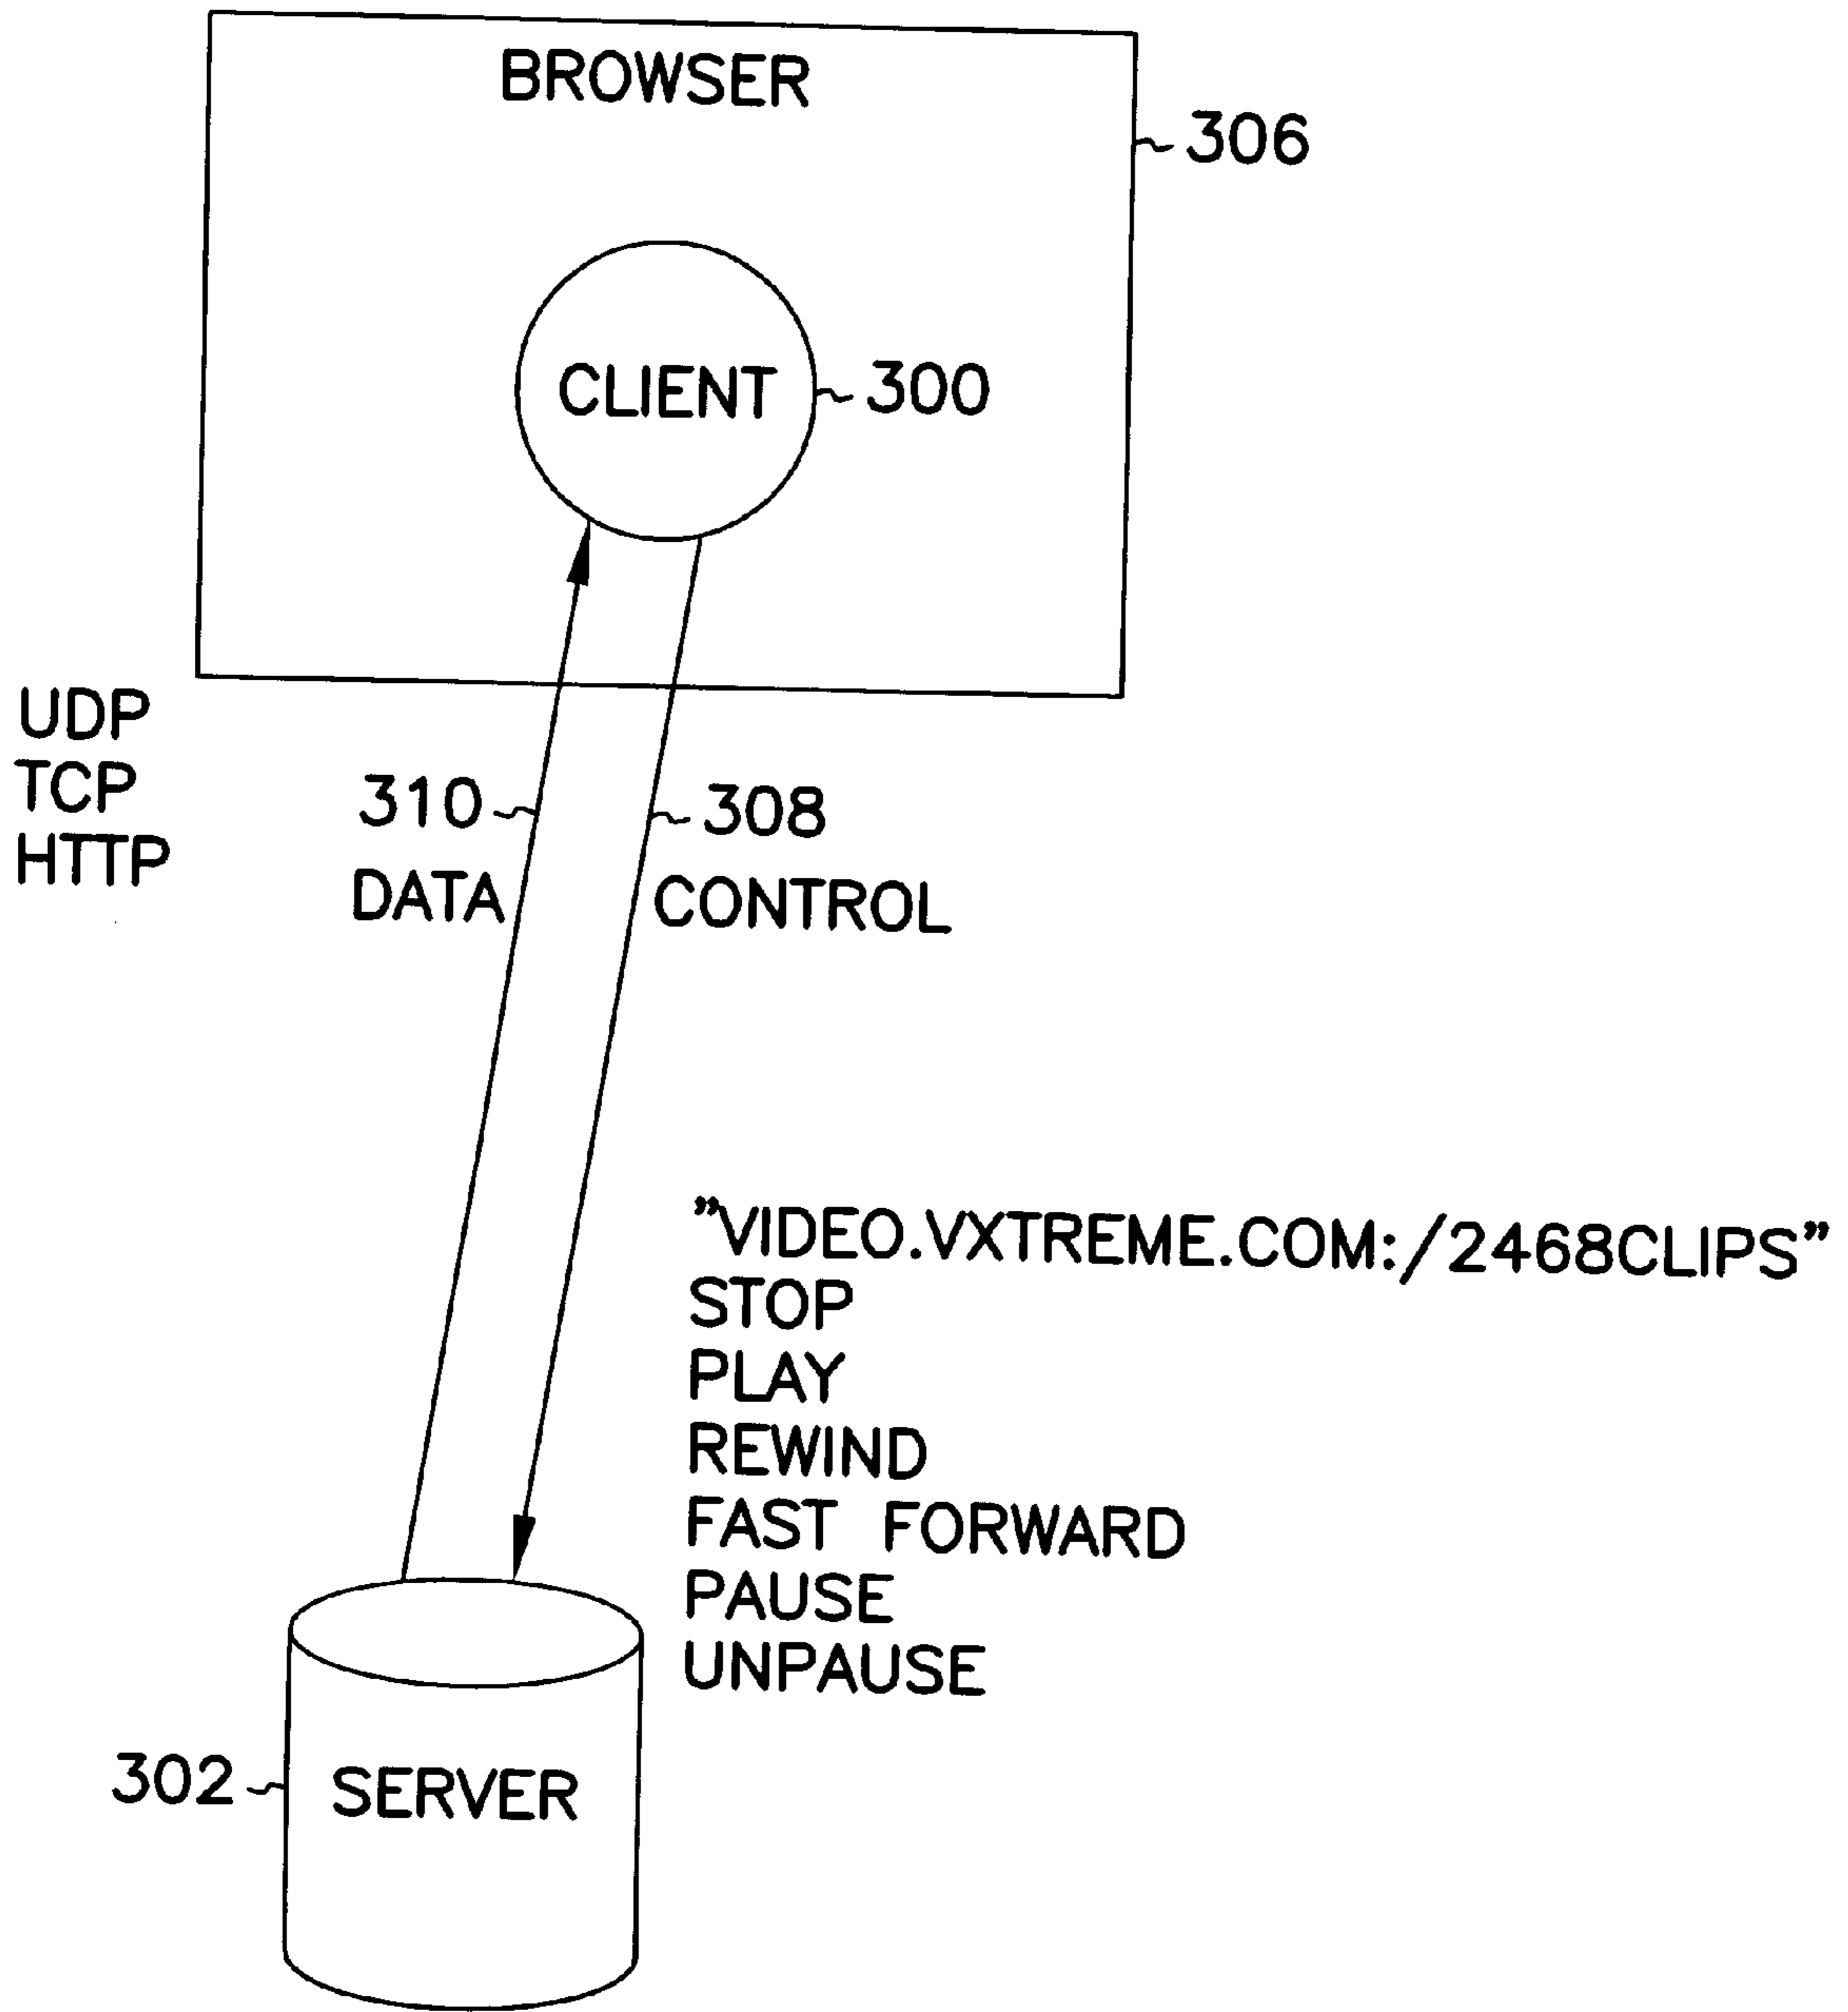 BROWSER
306
CLIENT
300
UDP
TCP
HTTP
310
308
DATA
CONTROL
”VIDEO.VXTREME.COM:/2468CLIPS”
STOP
PLAY
REWIND
FAST FORWARD
PAUSE
UNPAUSE
302
SERVER